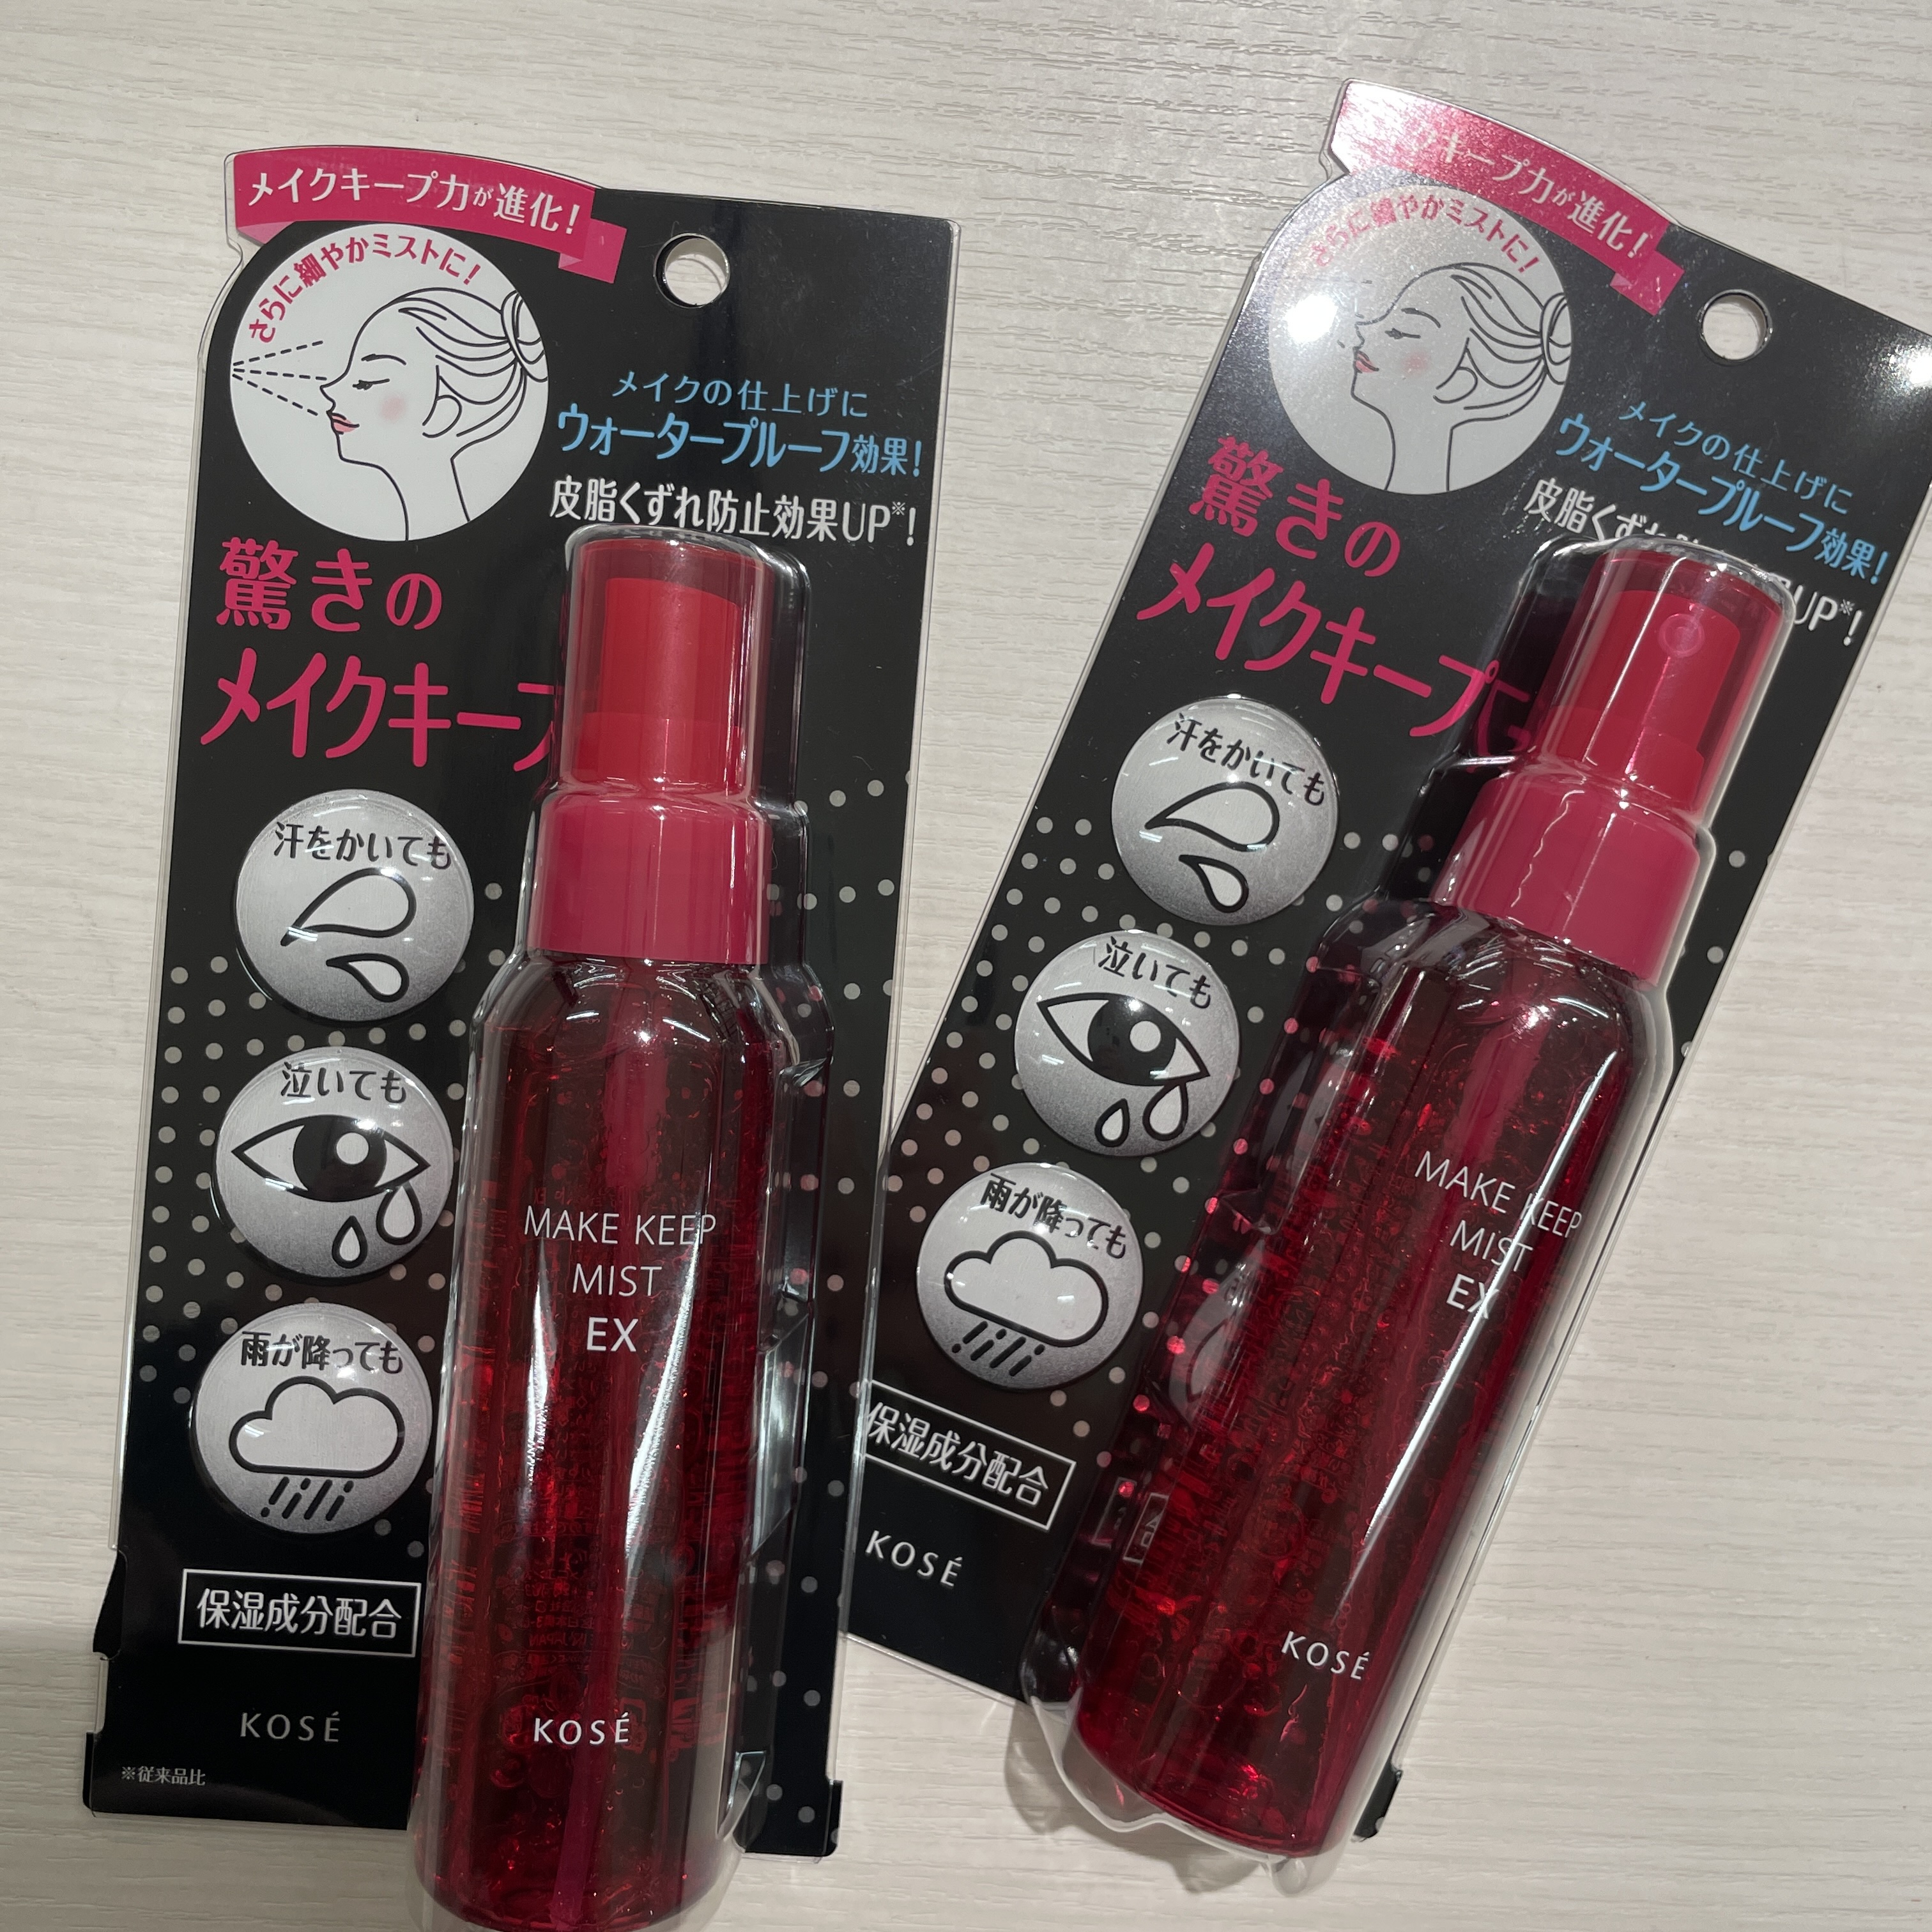 メイクキープ力が進化!
さらに細やかミストに!
メイクの仕上げに
ウォータープルーフ効果!
皮脂くずれ防止効果UP※!
驚きの
メイクキープ
汗をかいても
泣いても
雨が降っても
保湿成分配合
KOSÉ
※従来品比
MAKE KEEP
MIST
EX
KOSÉ
クキープ力が進化!
さらに細やかミストに!
メイクの仕上げに
ウォータープルーフ効果!
皮脂くずれ
UP※!
驚きの
メイクキープ
汗をかいても
泣いても
雨が降っても
保湿成分配合
KOSÉ
MAKE KEEP
MIST
EX
KOSÉ